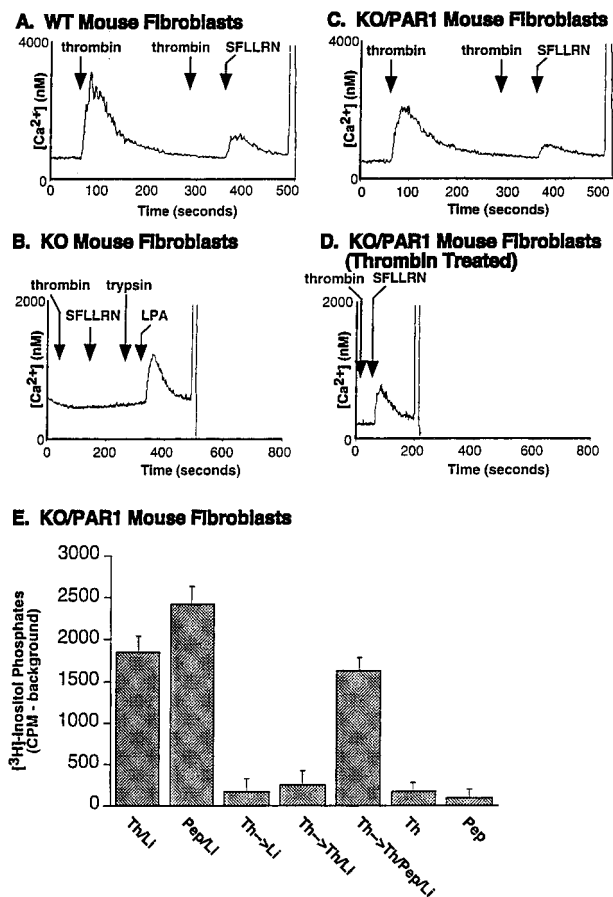 A. WT Mouse Fibroblasts
4000
thrombin thrombin SFLLRN
[Ca2+] (nM)
0
0 100 200 300 400 500
Time (seconds)
C. KO/PAR1 Mouse Fibroblasts
4000
thrombin thrombin SFLLRN
[Ca2+] (nM)
0
0 100 200 300 400 500
Time (seconds)
B. KO Mouse Fibroblasts
2000
thrombin trypsin
SFLLRN LPA
[Ca2+] (nM)
0
0 200 400 600 800
Time (seconds)
D. KO/PAR1 Mouse Fibroblasts
(Thrombin Treated)
thrombin SFLLRN
2000
[Ca2+] (nM)
0
0 200 400 600 800
Time (seconds)
E. KO/PAR1 Mouse Fibroblasts
[3H]-Inositol Phosphates
(CPM - background)
3000
2500
2000
1500
1000
500
0
Th/Li
Pep/Li
Th-->Li
Th-->Th/Li
Th-->Th/Pep/Li
Th
Pep